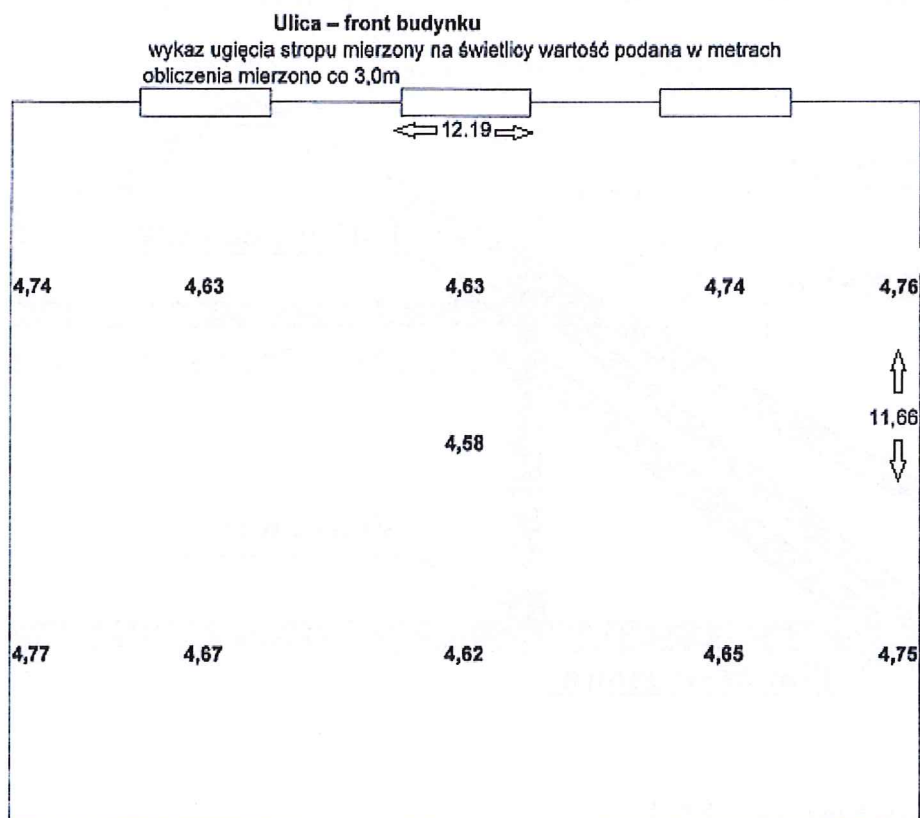 Ulica – front budynku
wykaz ugięcia stropu mierzony na świetlicy wartość podana w metrach
obliczenia mierzono co 3,0m
12.19
4,74 4,63 4,63 4,74 4,76
11,66
4,58
4,77 4,67 4,62 4,65 4,75